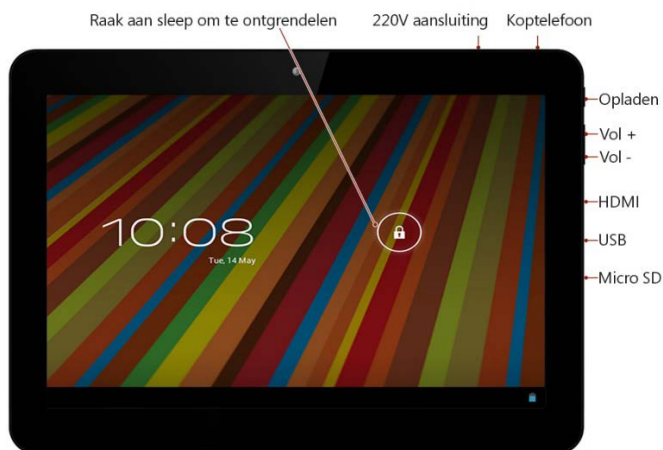 Raak aan sleep om te ontgrendelen
220V aansluiting
Koptelefoon
Opladen
Vol +
Vol -
HDMI
USB
Micro SD
10:08
Tue, 14 May